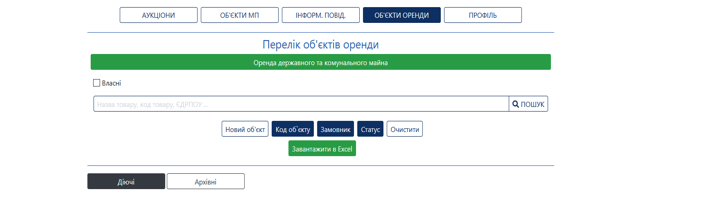 АУКЦІОНИ ОБ'ЄКТИ МП ІНФОРМ. ПОВІД. ОБ'ЄКТИ ОРЕНДИ ПРОФІЛЬ
Перелік об'єктів оренди
Оренда державного та комунального майна
Власні
Назва товару, код товару, ЄДРПОУ ... ПОШУК
Новий об'єкт Код об'єкту Замовник Статус Очистити
Завантажити в Excel
Діючі Архівні